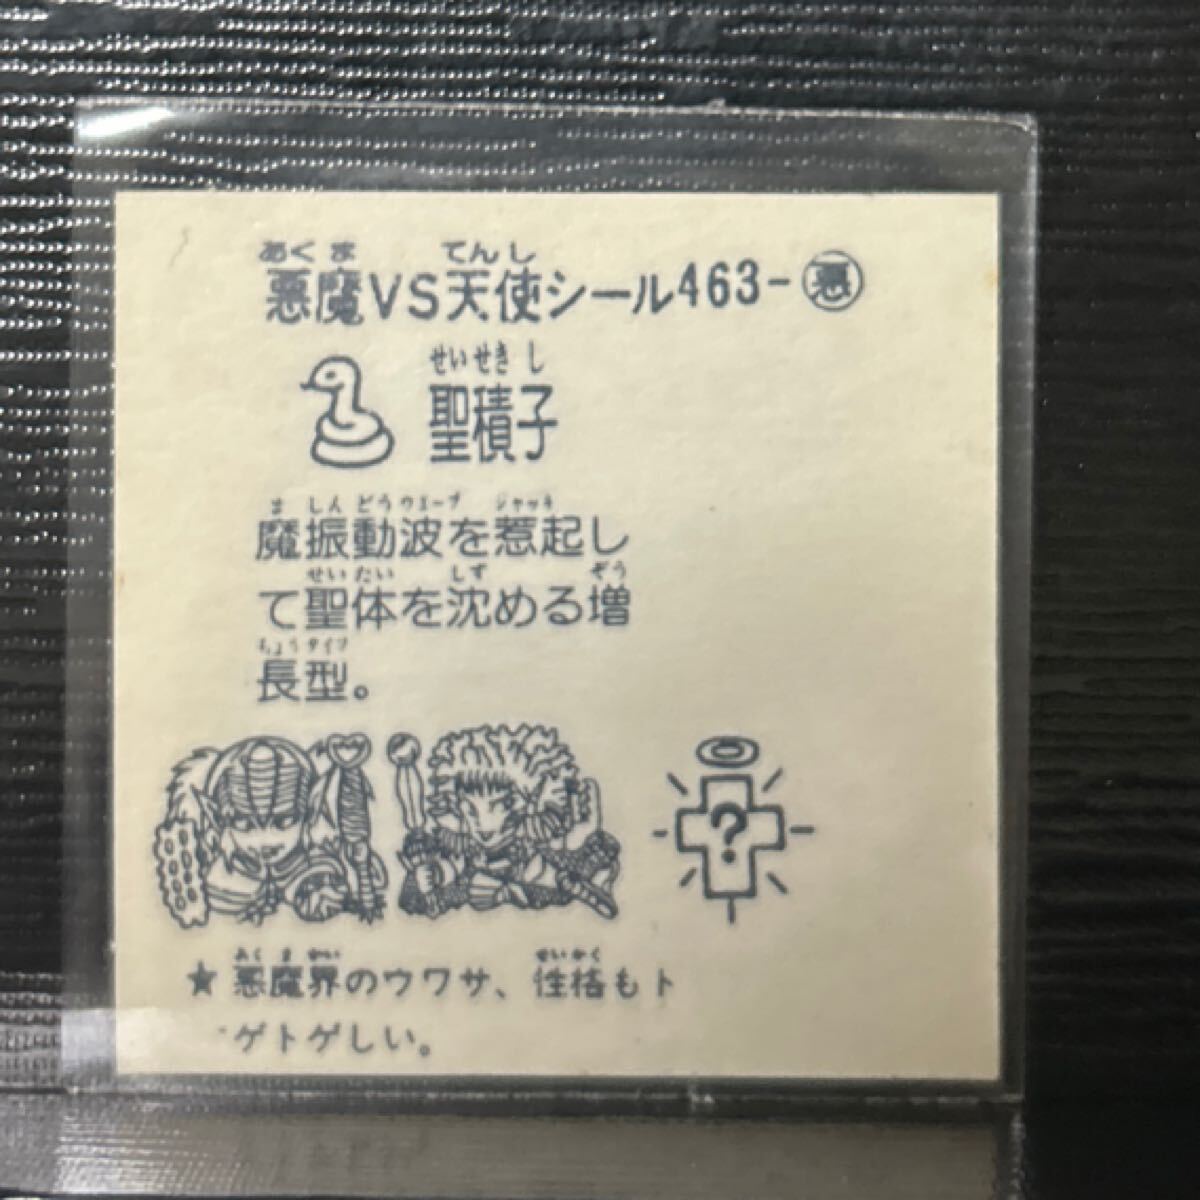 あくま てんし
悪魔VS天使シール463-悪
せいせきし
聖積子
ましんどうウエーブ ジャッキ
魔振動波を惹起し
せいたい しず ぞう
て聖体を沈める増
ちょうタイプ
長型。
?
あくまかい せいかく
★悪魔界のウワサ、性格もト
ゲトゲしい。